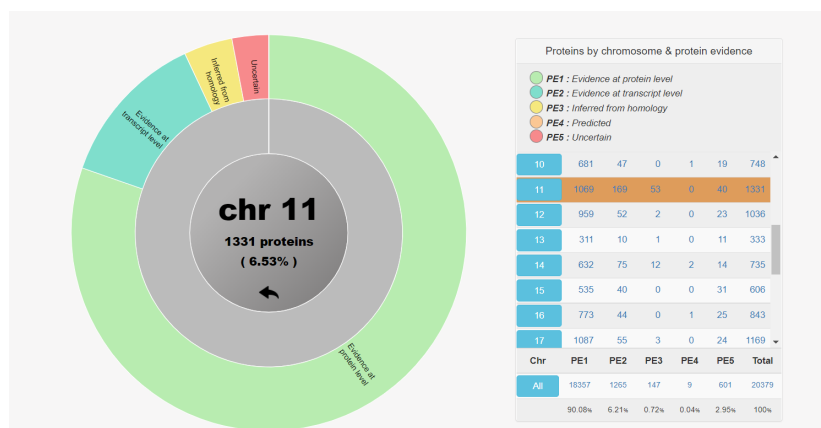 Uncertain
Inferred from
homology
Evidence at
transcript level
chr 11
1331 proteins
( 6.53% )
Evidence at
protein level
Proteins by chromosome & protein evidence
PE1 : Evidence at protein level
PE2 : Evidence at transcript level
PE3 : Inferred from homology
PE4 : Predicted
PE5 : Uncertain
10 681 47 0 1 19 748
11 1069 169 53 0 40 1331
12 959 52 2 0 23 1036
13 311 10 1 0 11 333
14 632 75 12 2 14 735
15 535 40 0 0 31 606
16 773 44 0 1 25 843
17 1087 55 3 0 24 1169
Chr PE1 PE2 PE3 PE4 PE5 Total
All 18357 1265 147 9 601 20379
90.08% 6.21% 0.72% 0.04% 2.95% 100%